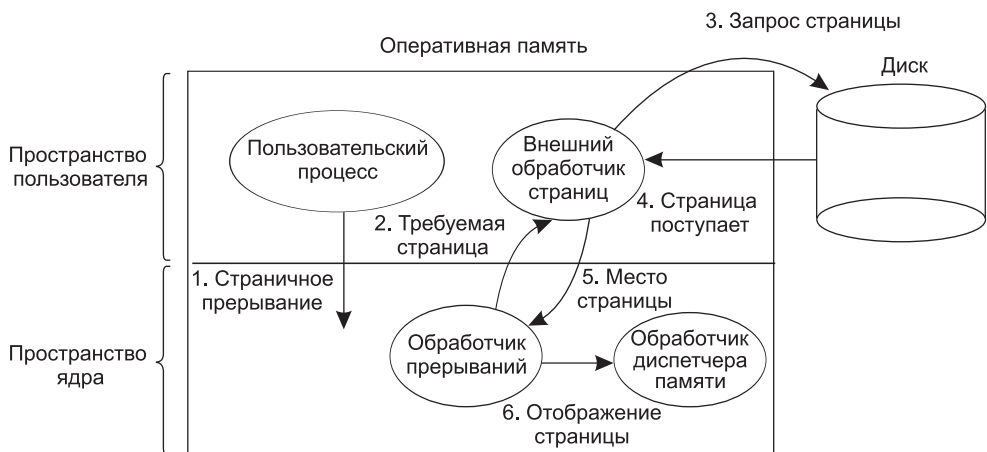 3. Запрос страницы
Оперативная память
Диск
Пространство
пользователя
Пользовательский
процесс
Внешний
обработчик
страниц
4. Страница
поступает
2. Требуемая
страница
1. Страничное
прерывание
5. Место
страницы
Пространство
ядра
Обработчик
прерываний
Обработчик
диспетчера
памяти
6. Отображение
страницы